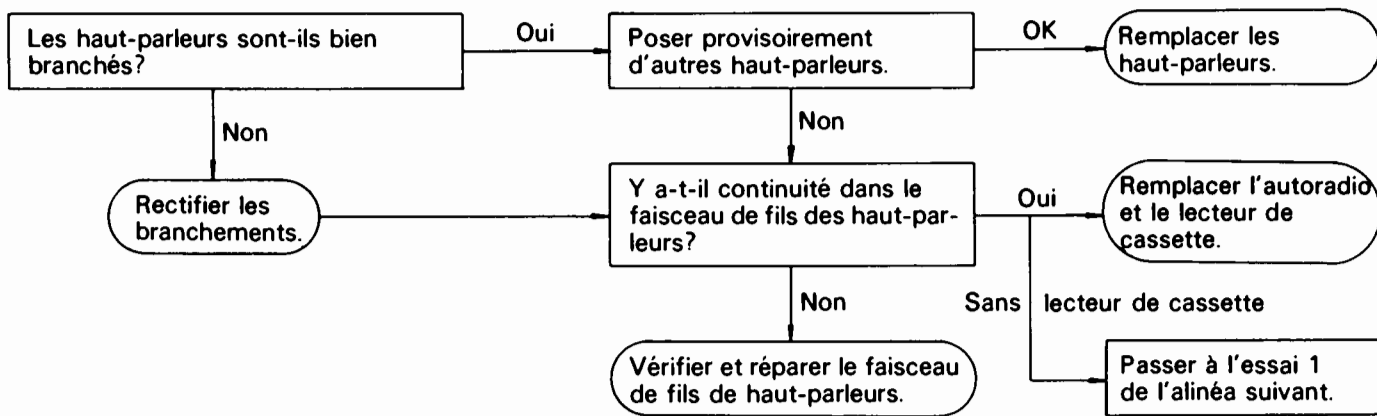 Les haut-parleurs sont-ils bien
branchés?
Oui
Poser provisoirement
d'autres haut-parleurs.
OK
Remplacer les
haut-parleurs.
Non
Non
Rectifier les
branchements.
Y a-t-il continuité dans le
faisceau de fils des haut-par-
leurs?
Oui
Remplacer l'autoradio
et le lecteur de
cassette.
Non
Sans lecteur de cassette
Vérifier et réparer le faisceau
de fils de haut-parleurs.
Passer à l'essai 1
de l'alinéa suivant.